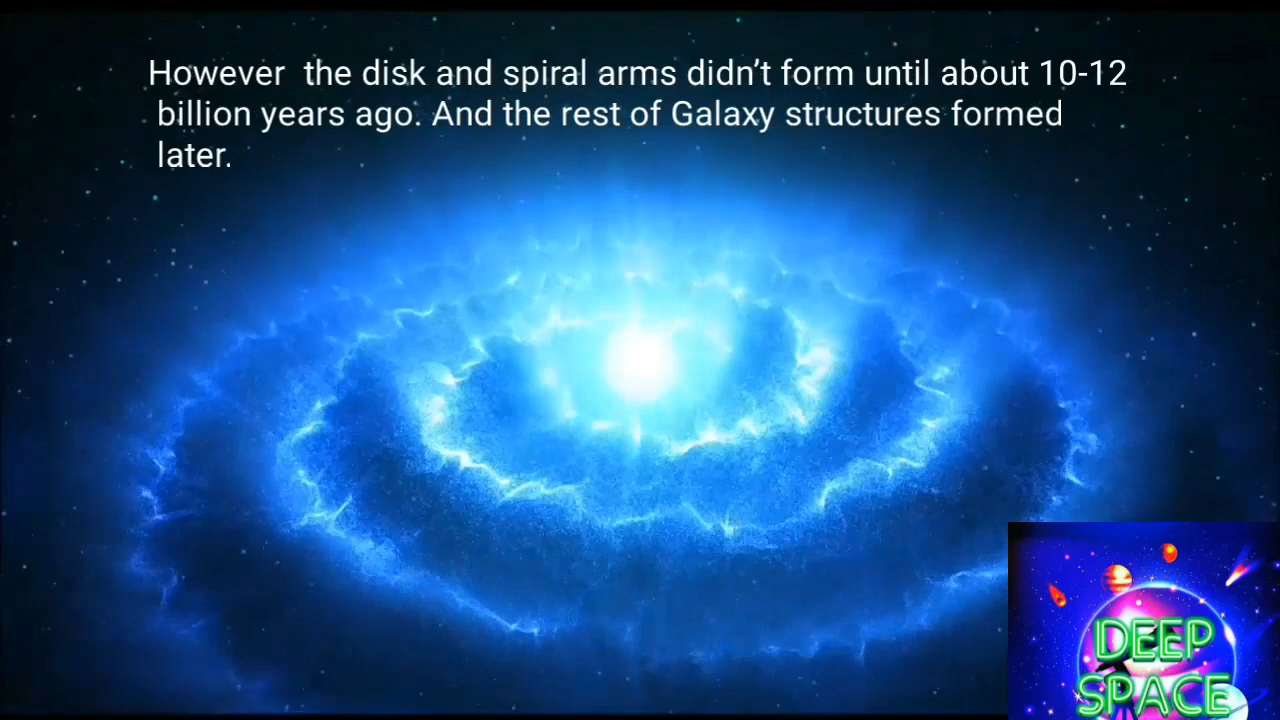 However  the disk and spiral arms didn’t form until about 10-12
billion years ago. And the rest of Galaxy structures formed
later.
DEEP
SPACE